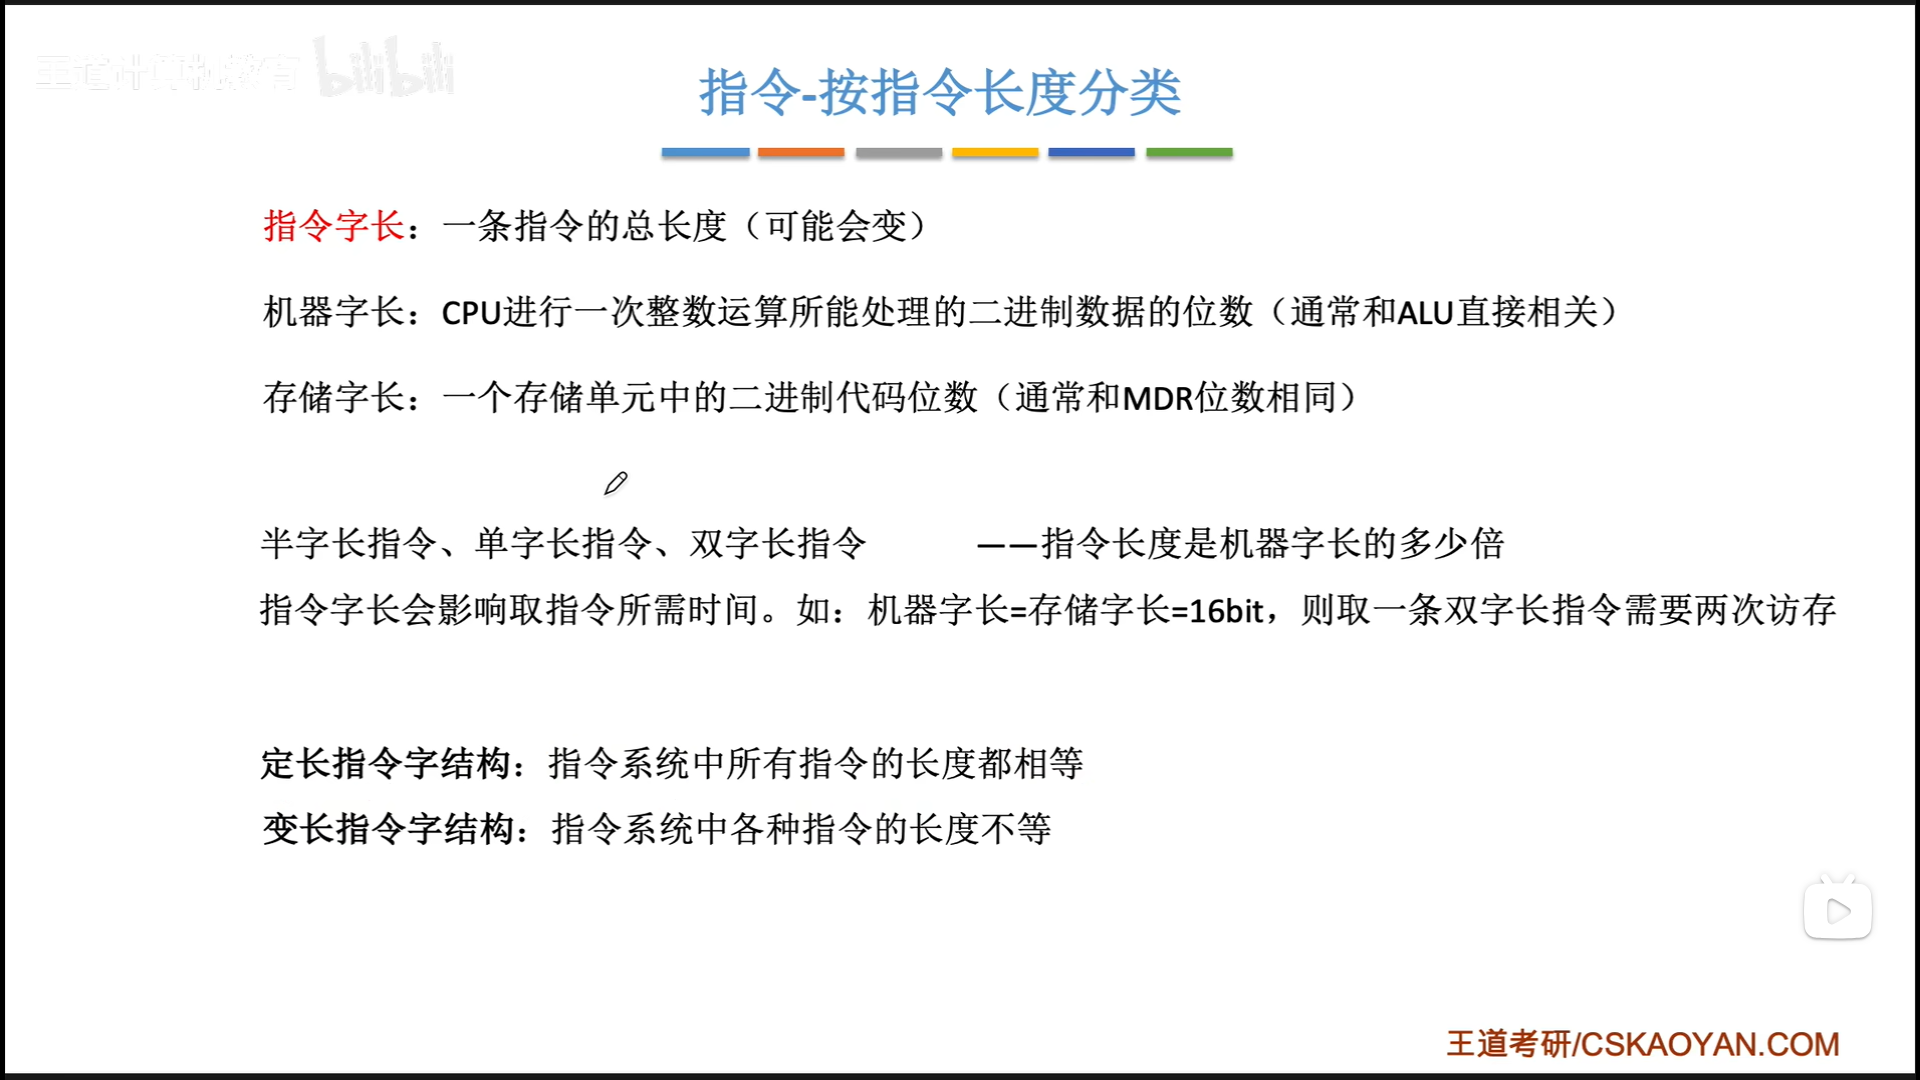 王道计算机教育 bilibili
指令-按指令长度分类
指令字长：一条指令的总长度（可能会变）
机器字长：CPU进行一次整数运算所能处理的二进制数据的位数（通常和ALU直接相关）
存储字长：一个存储单元中的二进制代码位数（通常和MDR位数相同）
半字长指令、单字长指令、双字长指令 ——指令长度是机器字长的多少倍
指令字长会影响取指令所需时间。如：机器字长=存储字长=16bit，则取一条双字长指令需要两次访存
定长指令字结构：指令系统中所有指令的长度都相等
变长指令字结构：指令系统中各种指令的长度不等
王道考研/CSKAOYAN.COM